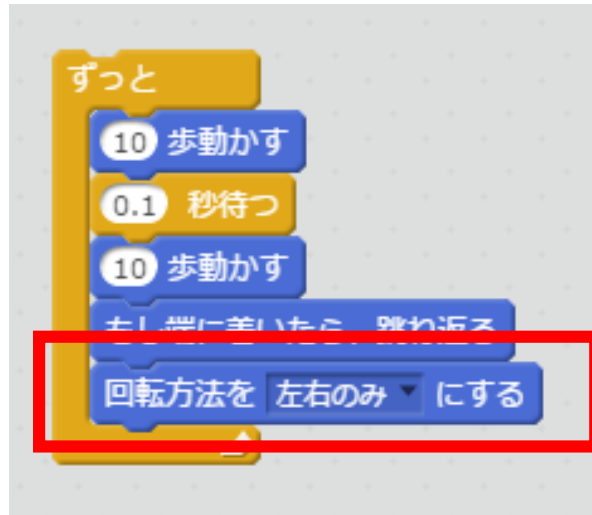 ずっと
10 歩動かす
0.1 秒待つ
10 歩動かす
もし端に着いたら、跳ね返る
回転方法を 左右のみ にする